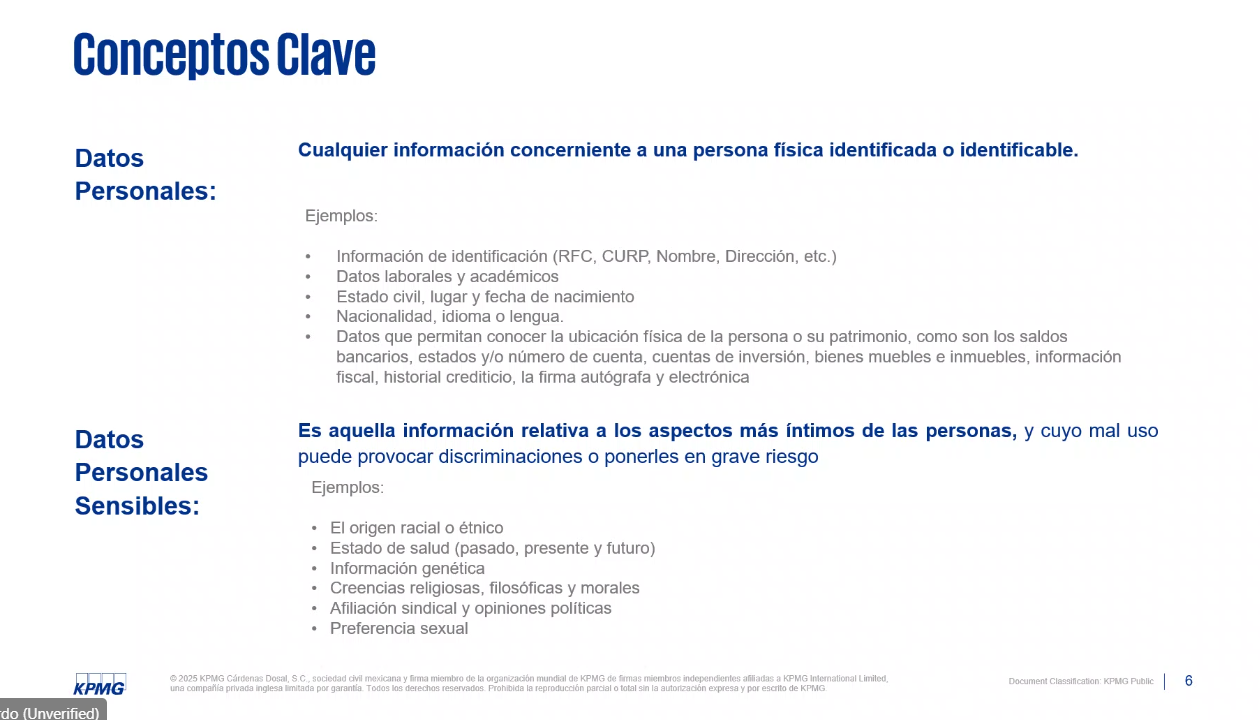 Conceptos Clave
Datos
Personales:
Cualquier información concerniente a una persona física identificada o identificable.
Ejemplos:
• Información de identificación (RFC, CURP, Nombre, Dirección, etc.)
• Datos laborales y académicos
• Estado civil, lugar y fecha de nacimiento
• Nacionalidad, idioma o lengua.
• Datos que permitan conocer la ubicación física de la persona o su patrimonio, como son los saldos
bancarios, estados y/o número de cuenta, cuentas de inversión, bienes muebles e inmuebles, información
fiscal, historial crediticio, la firma autógrafa y electrónica
Datos
Personales
Sensibles:
Es aquella información relativa a los aspectos más íntimos de las personas, y cuyo mal uso
puede provocar discriminaciones o ponerles en grave riesgo
Ejemplos:
• El origen racial o étnico
• Estado de salud (pasado, presente y futuro)
• Información genética
• Creencias religiosas, filosóficas y morales
• Afiliación sindical y opiniones políticas
• Preferencia sexual
KPMG
© 2025 KPMG Cárdenas Dosal, S.C., sociedad civil mexicana y firma miembro de la organización mundial de KPMG de firmas miembros independientes afiliadas a KPMG International Limited,
una compañía privada inglesa limitada por garantía. Todos los derechos reservados. Prohibida la reproducción parcial o total sin la autorización expresa y por escrito de KPMG
Document Classification: KPMG Public
6
rdo (Unverified)